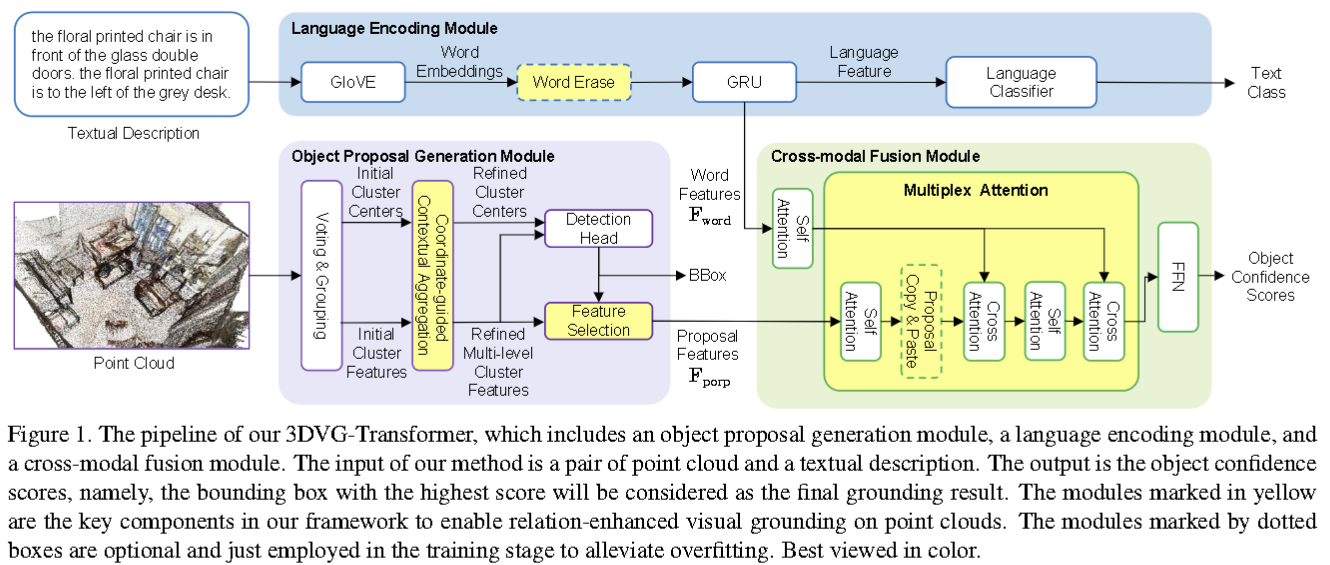 the floral printed chair is in
front of the glass double
doors. the floral printed chair
is to the left of the grey desk.
Textual Description
Language Encoding Module
GloVE
Word
Embeddings
Word Erase
GRU
Language
Feature
Language
Classifier
Text
Class
Point Cloud
Object Proposal Generation Module
Voting & Grouping
Initial
Cluster
Centers
Initial
Cluster
Features
Coordinate-guided
Contextual Aggregation
Refined
Cluster
Centers
Refined
Multi-level
Cluster
Features
Detection
Head
Feature
Selection
BBox
Word
Features
F_word
Proposal
Features
F_porp
Cross-modal Fusion Module
Self
Attention
Multiplex Attention
Self
Attention
Proposal
Copy & Paste
Cross
Attention
Self
Attention
Cross
Attention
FFN
Object
Confidence
Scores
Figure 1. The pipeline of our 3DVG-Transformer, which includes an object proposal generation module, a language encoding module, and
a cross-modal fusion module. The input of our method is a pair of point cloud and a textual description. The output is the object confidence
scores, namely, the bounding box with the highest score will be considered as the final grounding result. The modules marked in yellow
are the key components in our framework to enable relation-enhanced visual grounding on point clouds. The modules marked by dotted
boxes are optional and just employed in the training stage to alleviate overfitting. Best viewed in color.